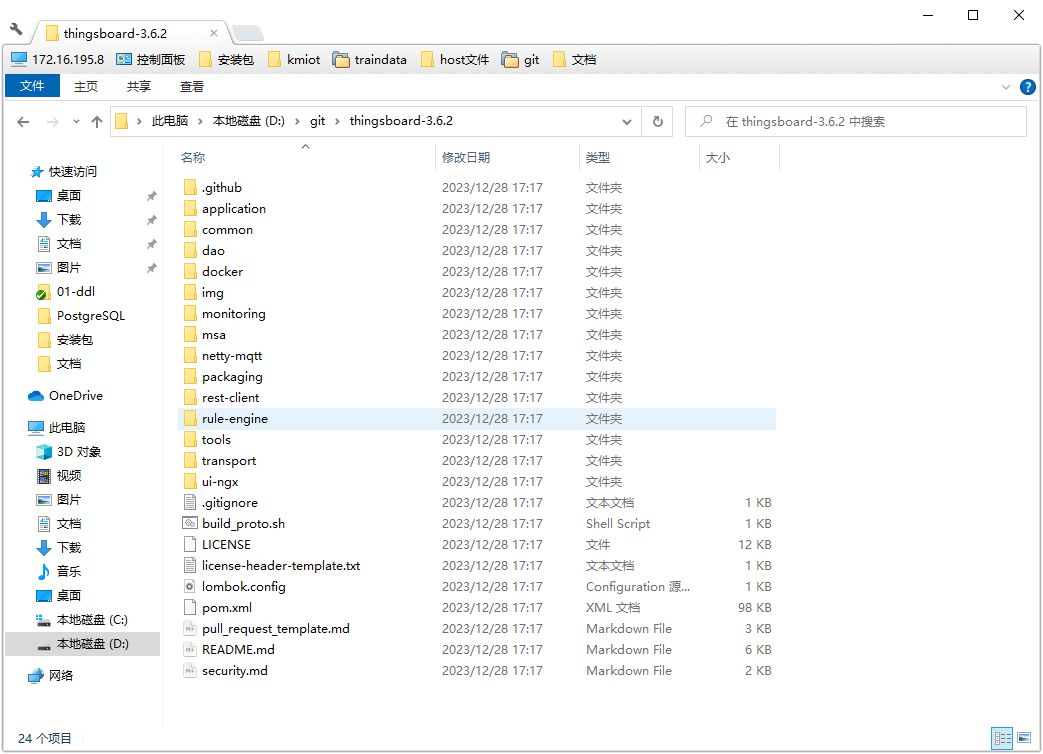 thingsboard-3.6.2
172.16.195.8 控制面板 安装包 kmiot traindata host文件 git 文档
文件 主页 共享 查看
此电脑 本地磁盘 (D:) git thingsboard-3.6.2 在 thingsboard-3.6.2 中搜索
快速访问
桌面
下载
文档
图片
01-ddl
PostgreSQL
安装包
文档
OneDrive
此电脑
3D 对象
视频
图片
文档
下载
音乐
桌面
本地磁盘 (C:)
本地磁盘 (D:)
网络
名称 修改日期 类型 大小
.github 2023/12/28 17:17 文件夹
application 2023/12/28 17:17 文件夹
common 2023/12/28 17:17 文件夹
dao 2023/12/28 17:17 文件夹
docker 2023/12/28 17:17 文件夹
img 2023/12/28 17:17 文件夹
monitoring 2023/12/28 17:17 文件夹
msa 2023/12/28 17:17 文件夹
netty-mqtt 2023/12/28 17:17 文件夹
packaging 2023/12/28 17:17 文件夹
rest-client 2023/12/28 17:17 文件夹
rule-engine 2023/12/28 17:17 文件夹
tools 2023/12/28 17:17 文件夹
transport 2023/12/28 17:17 文件夹
ui-ngx 2023/12/28 17:17 文件夹
.gitignore 2023/12/28 17:17 文本文档 1 KB
build_proto.sh 2023/12/28 17:17 Shell Script 1 KB
LICENSE 2023/12/28 17:17 文件 12 KB
license-header-template.txt 2023/12/28 17:17 文本文档 1 KB
lombok.config 2023/12/28 17:17 Configuration 源... 1 KB
pom.xml 2023/12/28 17:17 XML 文档 98 KB
pull_request_template.md 2023/12/28 17:17 Markdown File 3 KB
README.md 2023/12/28 17:17 Markdown File 6 KB
security.md 2023/12/28 17:17 Markdown File 2 KB
24 个项目